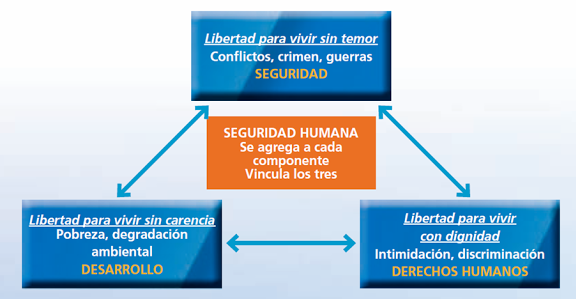 Libertad para vivir sin temor
Conflictos, crimen, guerras
SEGURIDAD
SEGURIDAD HUMANA
Se agrega a cada
componente
Vincula los tres
Libertad para vivir sin carencia
Pobreza, degradación
ambiental
DESARROLLO
Libertad para vivir
con dignidad
Intimidación, discriminación
DERECHOS HUMANOS